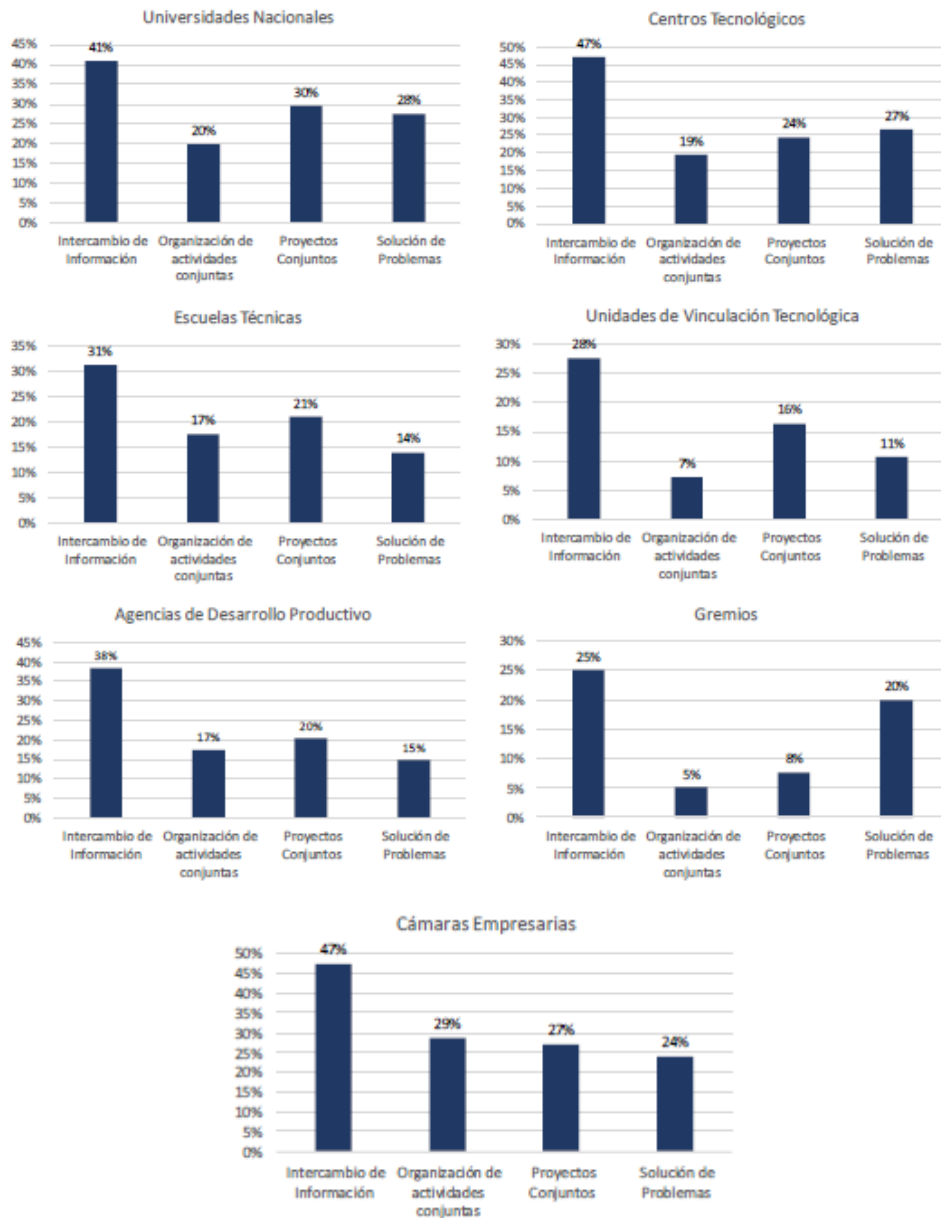 Universidades Nacionales
45%
40%
35%
30%
25%
20%
15%
10%
5%
0%
41%
20%
30%
28%
Intercambio de
Información
Organización de
actividades
conjuntas
Proyectos
Conjuntos
Solución de
Problemas
Centros Tecnológicos
50%
45%
40%
35%
30%
25%
20%
15%
10%
5%
0%
47%
19%
24%
27%
Intercambio de
Información
Organización de
actividades
conjuntas
Proyectos
Conjuntos
Solución de
Problemas
Escuelas Técnicas
35%
30%
25%
20%
15%
10%
5%
0%
31%
17%
21%
14%
Intercambio de
Información
Organización de
actividades
conjuntas
Proyectos
Conjuntos
Solución de
Problemas
Unidades de Vinculación Tecnológica
30%
25%
20%
15%
10%
5%
0%
28%
7%
16%
11%
Intercambio de
Información
Organización de
actividades
conjuntas
Proyectos
Conjuntos
Solución de
Problemas
Agencias de Desarrollo Productivo
45%
40%
35%
30%
25%
20%
15%
10%
5%
0%
38%
17%
20%
15%
Intercambio de
Información
Organización de
actividades
conjuntas
Proyectos
Conjuntos
Solución de
Problemas
Gremios
30%
25%
20%
15%
10%
5%
0%
25%
5%
8%
20%
Intercambio de
Información
Organización de
actividades
conjuntas
Proyectos
Conjuntos
Solución de
Problemas
Cámaras Empresarias
50%
45%
40%
35%
30%
25%
20%
15%
10%
5%
0%
47%
29%
27%
24%
Intercambio de
Información
Organización de
actividades
conjuntas
Proyectos
Conjuntos
Solución de
Problemas